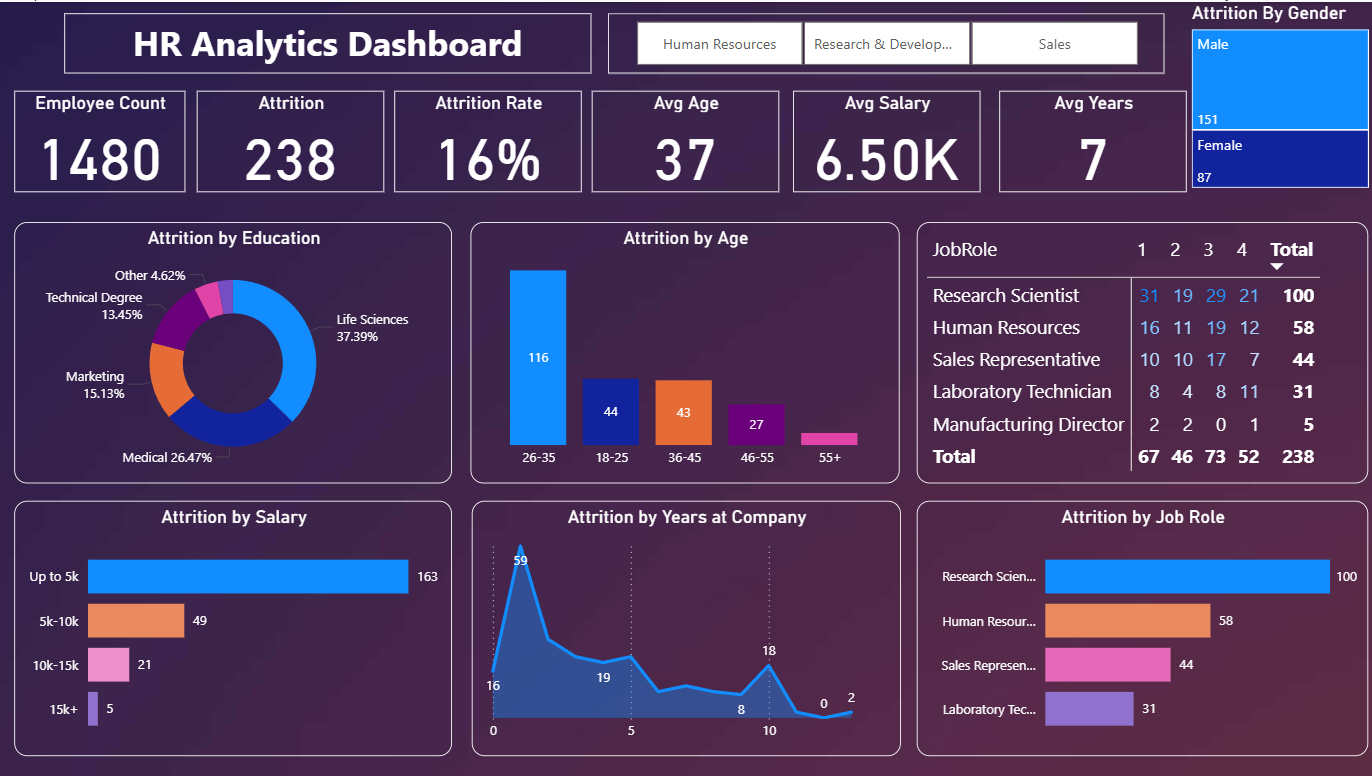 HR Analytics Dashboard
Human Resources
Research & Develop...
Sales
Attrition By Gender
Male
151
Female
87
Employee Count
1480
Attrition
238
Attrition Rate
16%
Avg Age
37
Avg Salary
6.50K
Avg Years
7
Attrition by Education
Other 4.62%
Technical Degree
13.45%
Life Sciences
37.39%
Marketing
15.13%
Medical 26.47%
Attrition by Age
116
44
43
27
26-35
18-25
36-45
46-55
55+
JobRole 1 2 3 4 Total
Research Scientist 31 19 29 21 100
Human Resources 16 11 19 12 58
Sales Representative 10 10 17 7 44
Laboratory Technician 8 4 8 11 31
Manufacturing Director 2 2 0 1 5
Total 67 46 73 52 238
Attrition by Salary
Up to 5k 163
5k-10k 49
10k-15k 21
15k+ 5
Attrition by Years at Company
59
16
19
8
18
0
2
0 5 10
Attrition by Job Role
Research Scien... 100
Human Resour... 58
Sales Represen... 44
Laboratory Tec... 31